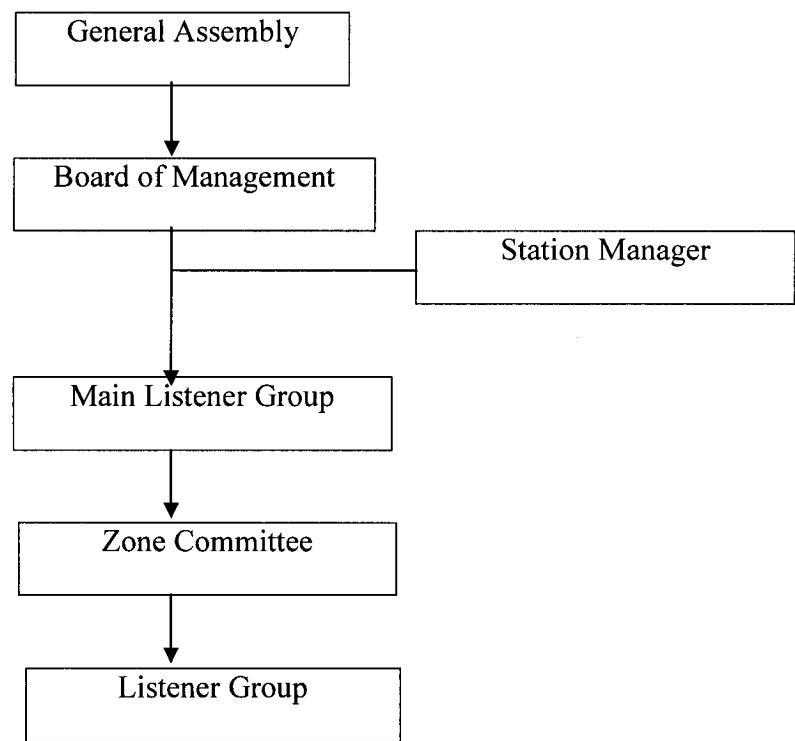 General Assembly
Board of Management
Station Manager
Main Listener Group
Zone Committee
Listener Group